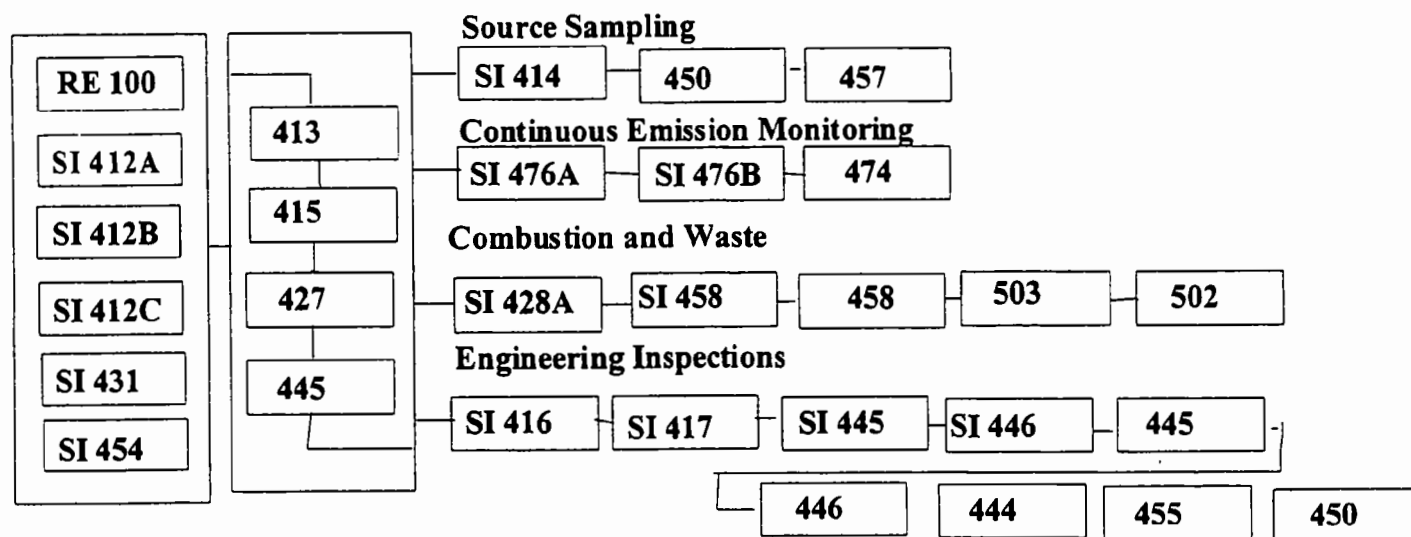 RE 100
SI 412A
SI 412B
SI 412C
SI 431
SI 454
413
415
427
445
Source Sampling
SI 414 450 457
Continuous Emission Monitoring
SI 476A SI 476B 474
Combustion and Waste
SI 428A SI 458 458 503 502
Engineering Inspections
SI 416 SI 417 SI 445 SI 446 445
446 444 455 450